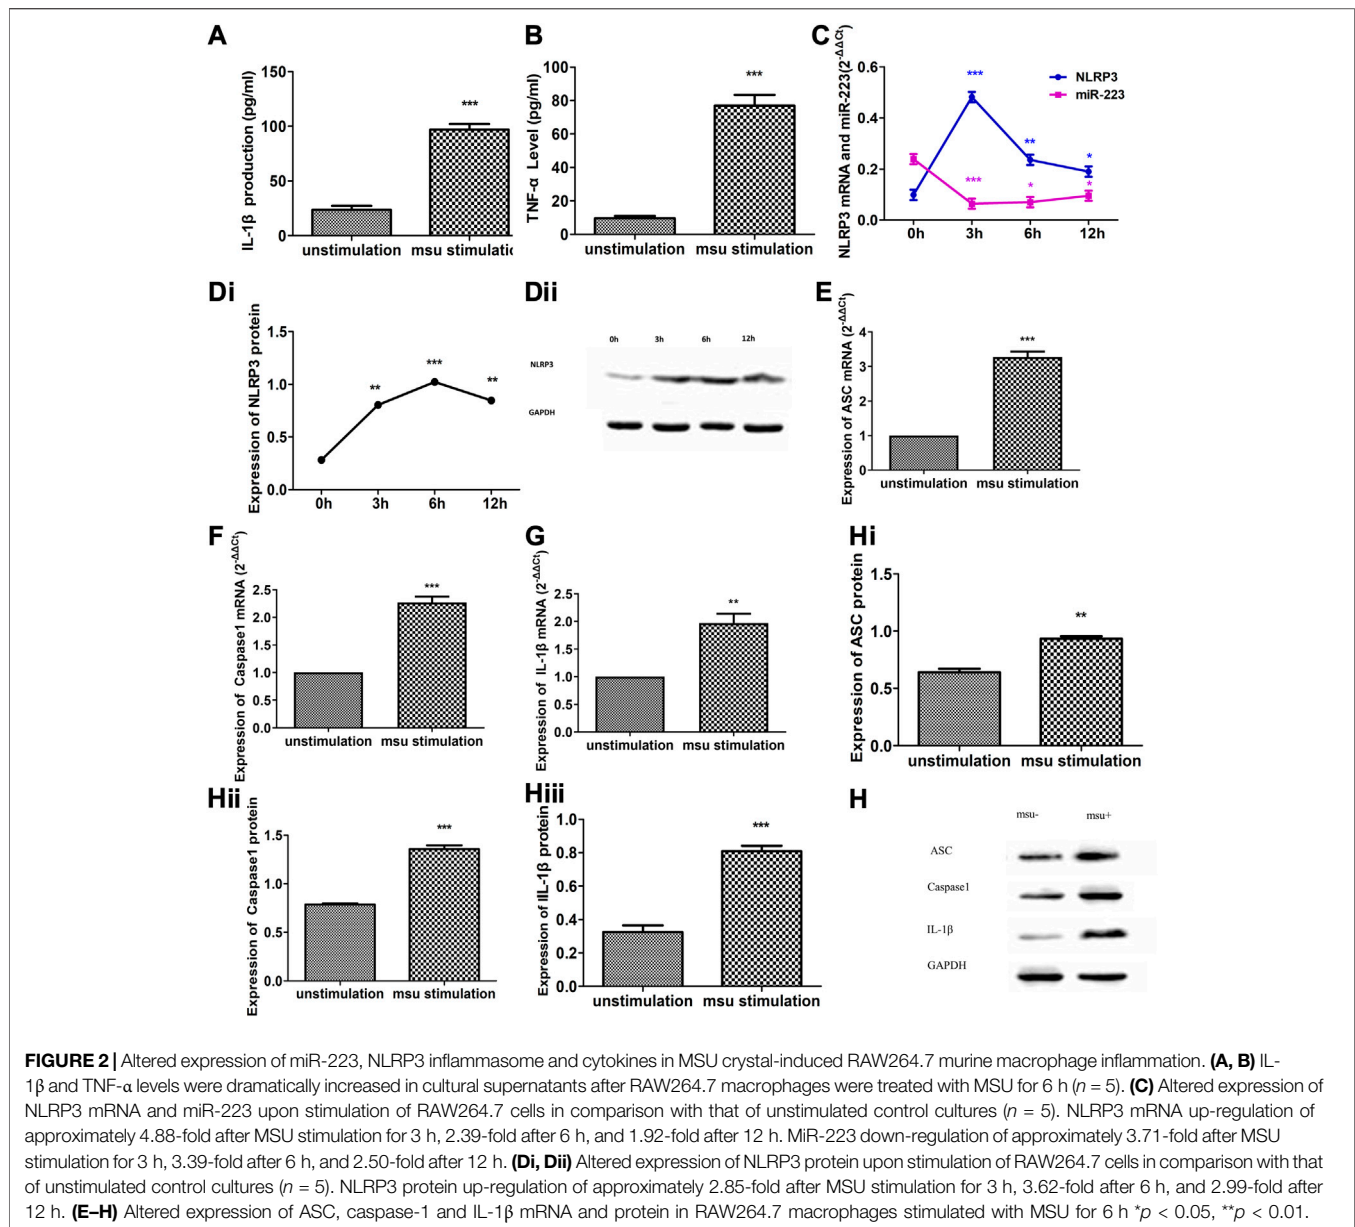 A
IL-1β production (pg/ml)
150
100
50
0
***
unstimulation msu stimulatio
B
TNF-α Level (pg/ml)
100
80
60
40
20
0
***
unstimulation msu stimulation
C
NLRP3 mRNA and miR-223(2-ΔΔCt)
0.6
0.4
0.2
0.0
NLRP3
miR-223
***
**
*
***
*
*
0h 3h 6h 12h
Di
Expression of NLRP3 protein
1.5
1.0
0.5
0.0
**
***
**
0h 3h 6h 12h
Dii
0h 3h 6h 12h
NLRP3
GAPDH
E
Expression of ASC mRNA (2-ΔΔCt)
4
3
2
1
0
***
unstimulation msu stimulation
F
Expression of Caspase1 mRNA (2-ΔΔCt)
2.5
2.0
1.5
1.0
0.5
0.0
***
unstimulation msu stimulation
G
Expression of IL-1β mRNA (2-ΔΔCt)
2.5
2.0
1.5
1.0
0.5
0.0
**
unstimulation msu stimulation
Hi
Expression of ASC protein
1.5
1.0
0.5
0.0
**
unstimulation msu stimulation
Hii
Expression of Caspase1 protein
1.5
1.0
0.5
0.0
***
unstimulation msu stimulation
Hiii
Expression of IIL-1β protein
1.0
0.8
0.6
0.4
0.2
0.0
***
unstimulation msu stimulation
H
msu- msu+
ASC
Caspase1
IL-1β
GAPDH
FIGURE 2 | Altered expression of miR-223, NLRP3 inflammasome and cytokines in MSU crystal-induced RAW264.7 murine macrophage inflammation. (A, B) IL-
1β and TNF-α levels were dramatically increased in cultural supernatants after RAW264.7 macrophages were treated with MSU for 6 h (n = 5). (C) Altered expression of
NLRP3 mRNA and miR-223 upon stimulation of RAW264.7 cells in comparison with that of unstimulated control cultures (n = 5). NLRP3 mRNA up-regulation of
approximately 4.88-fold after MSU stimulation for 3 h, 2.39-fold after 6 h, and 1.92-fold after 12 h. MiR-223 down-regulation of approximately 3.71-fold after MSU
stimulation for 3 h, 3.39-fold after 6 h, and 2.50-fold after 12 h. (Di, Dii) Altered expression of NLRP3 protein upon stimulation of RAW264.7 cells in comparison with that
of unstimulated control cultures (n = 5). NLRP3 protein up-regulation of approximately 2.85-fold after MSU stimulation for 3 h, 3.62-fold after 6 h, and 2.99-fold after
12 h. (E–H) Altered expression of ASC, caspase-1 and IL-1β mRNA and protein in RAW264.7 macrophages stimulated with MSU for 6 h *p < 0.05, **p < 0.01.